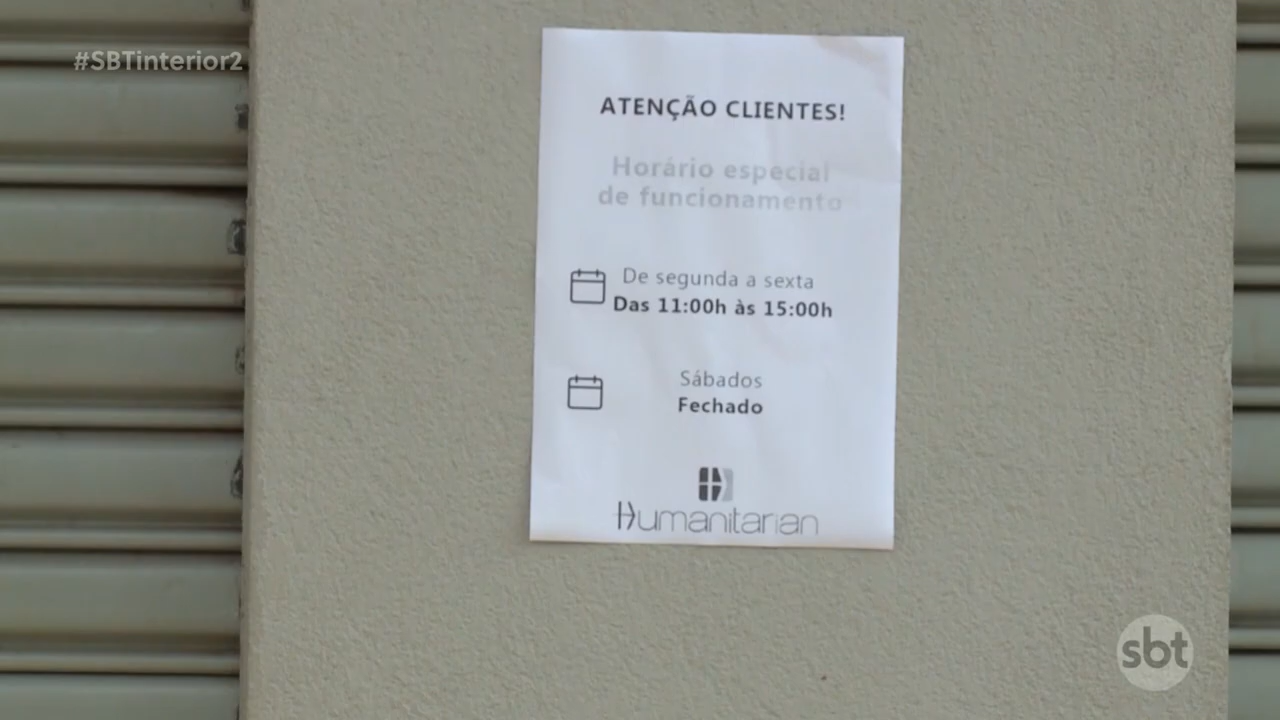 #SBTinterior2
ATENÇÃO CLIENTES!
Horário especial
de funcionamento
De segunda a sexta
Das 11:00h às 15:00h
Sábados
Fechado
Humanitarian
sbt